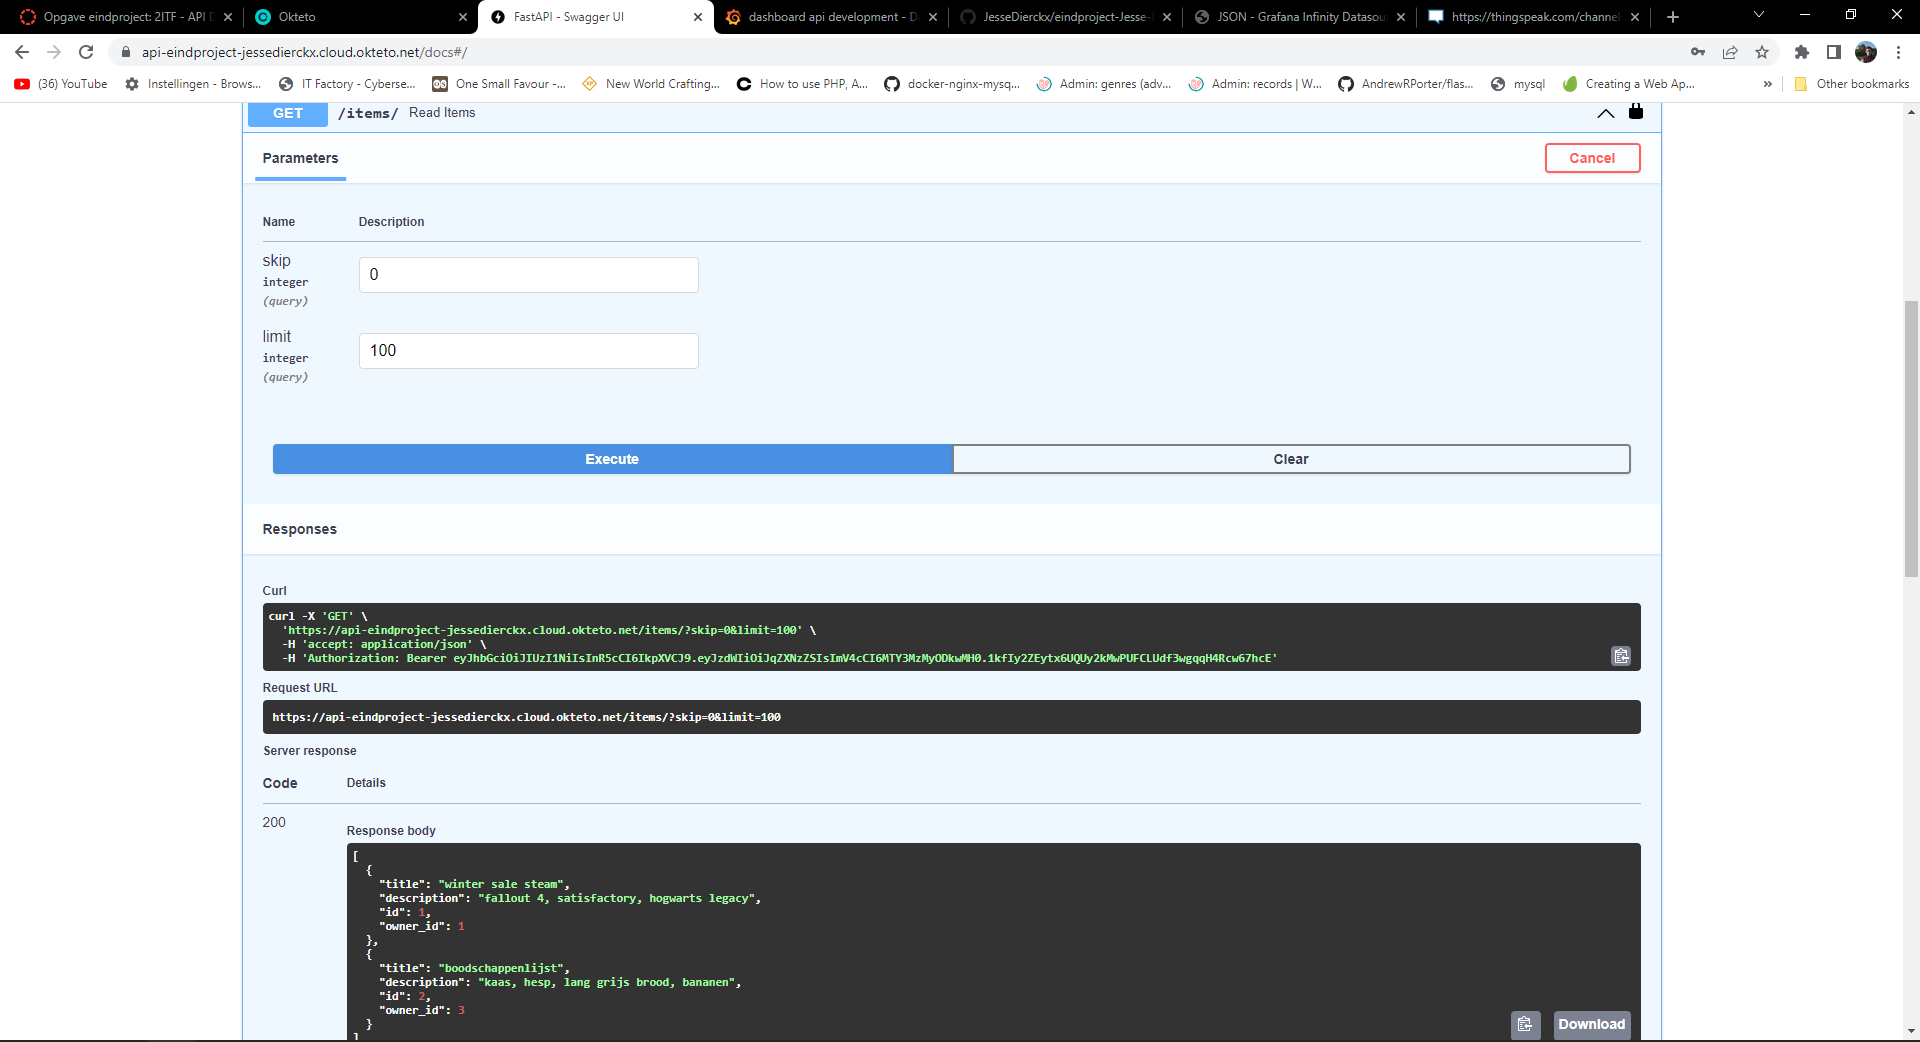 Opgave eindproject: 2ITF - API D
Okteto
FastAPI - Swagger UI
dashboard api development - D
JesseDierckx/eindproject-Jesse-
JSON - Grafana Infinity Datasou
https://thingspeak.com/channel
api-eindproject-jessedierckx.cloud.okteto.net/docs#/
(36) YouTube
Instellingen - Brows...
IT Factory - Cyberse...
One Small Favour -...
New World Crafting...
How to use PHP, A...
docker-nginx-mysq...
Admin: genres (adv...
Admin: records | W...
AndrewRPorter/flas...
mysql
Creating a Web Ap...
»
Other bookmarks
GET /items/ Read Items
Parameters
Cancel
Name Description
skip
integer
(query)
0
limit
integer
(query)
100
Execute
Clear
Responses
Curl
curl -X 'GET' \
'https://api-eindproject-jessedierckx.cloud.okteto.net/items/?skip=0&limit=100' \
-H 'accept: application/json' \
-H 'Authorization: Bearer eyJhbGciOiJIUzI1NiIsInR5cCI6IkpXVCJ9.eyJzdWIiOiJqZXNzZSIsImV4cCI6MTY3MzMyODkwMH0.1kfIy2ZEytx6UQUy2kMwPUFCLUdf3wgqqH4Rcw67hcE'
Request URL
https://api-eindproject-jessedierckx.cloud.okteto.net/items/?skip=0&limit=100
Server response
Code Details
200
Response body
[
{
"title": "winter sale steam",
"description": "fallout 4, satisfactory, hogwarts legacy",
"id": 1,
"owner_id": 1
},
{
"title": "boodschappenlijst",
"description": "kaas, hesp, lang grijs brood, bananen",
"id": 2,
"owner_id": 3
}
]
Download